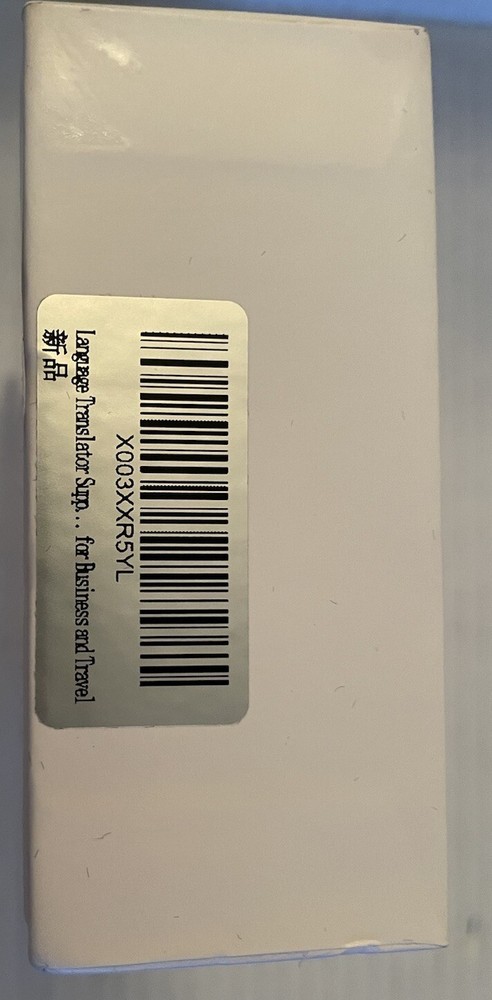 X003XXR5YL
Language Translator Supp... for Business and Travel
新品